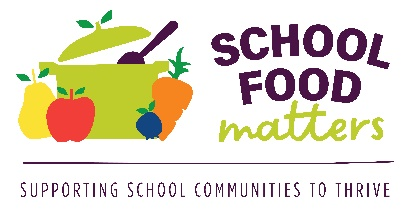 SCHOOL
FOOD
matters
SUPPORTING SCHOOL COMMUNITIES TO THRIVE